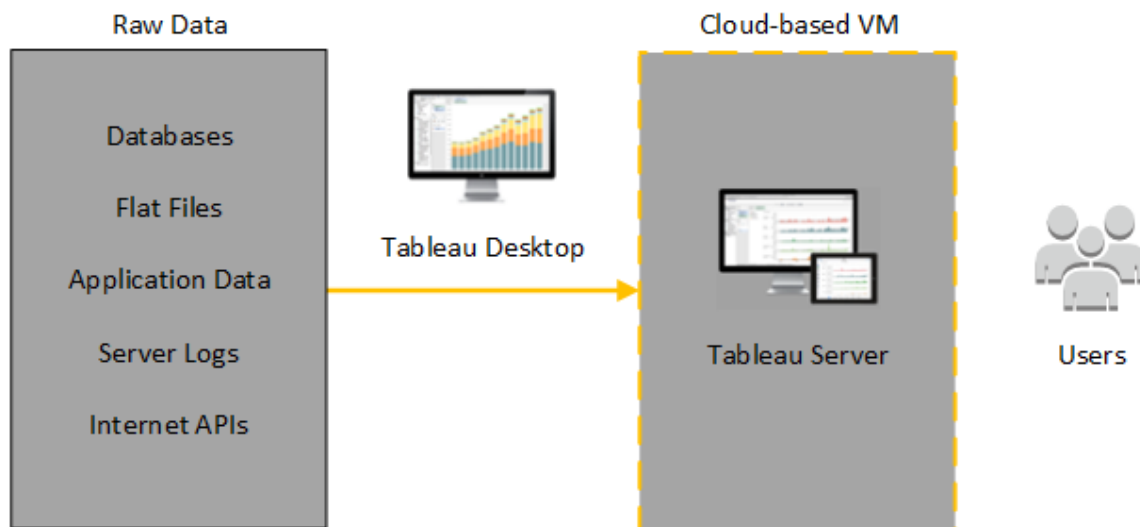 Raw Data
Cloud-based VM
Databases
Flat Files
Application Data
Server Logs
Internet APIs
Tableau Desktop
Tableau Server
Users